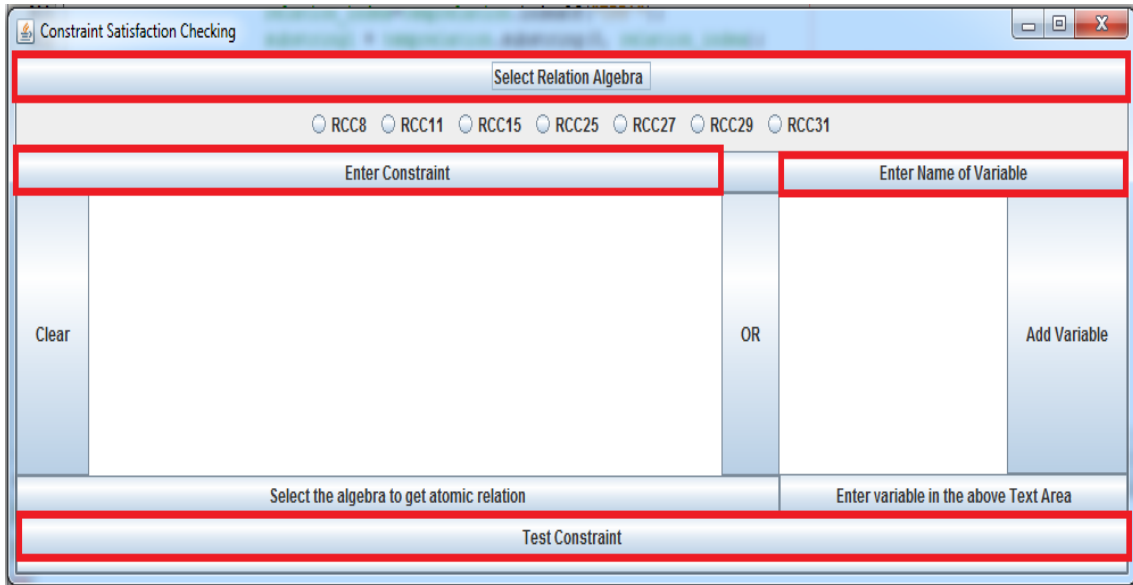 Constraint Satisfaction Checking
Select Relation Algebra
RCC8 RCC11 RCC15 RCC25 RCC27 RCC29 RCC31
Enter Constraint Enter Name of Variable
Clear OR Add Variable
Select the algebra to get atomic relation Enter variable in the above Text Area
Test Constraint